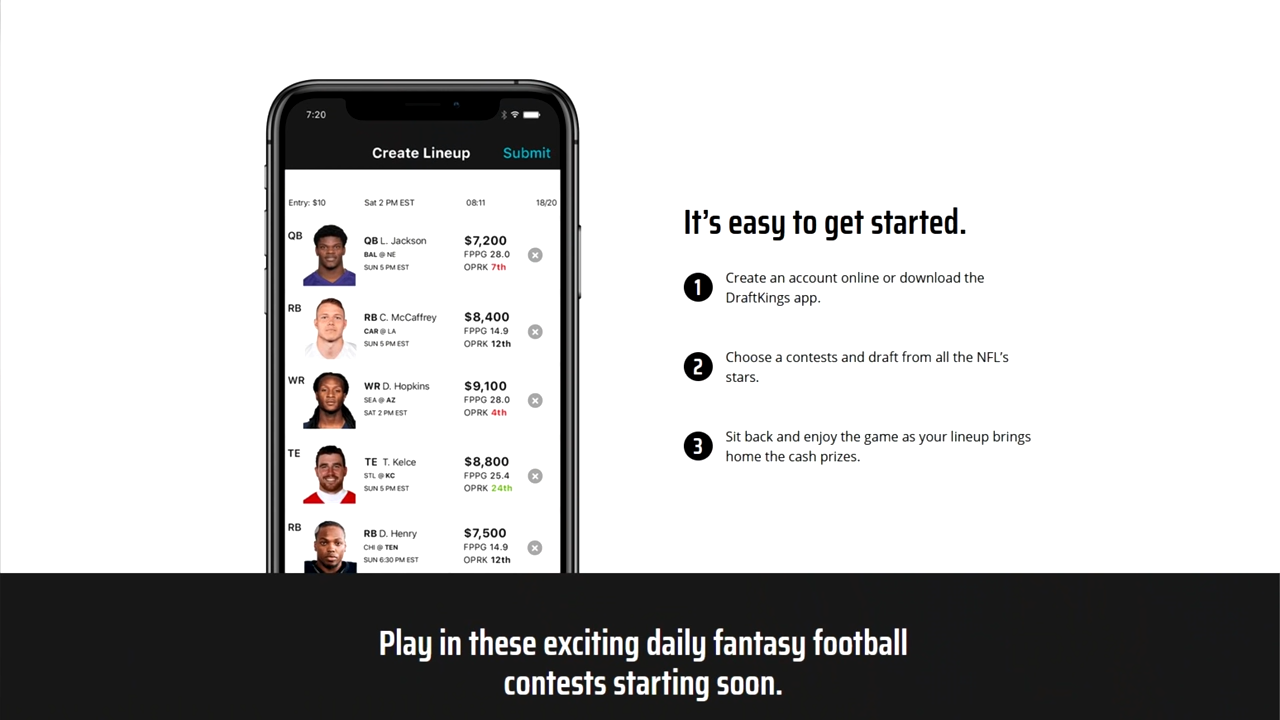 7:20
Create Lineup
Submit
Entry: $10 Sat 2 PM EST 08:11 18/20
QB
QB L. Jackson $7,200
BAL @ NE FPPG 28.0
SUN 5 PM EST OPRK 7th
RB
RB C. McCaffrey $8,400
CAR @ LA FPPG 14.9
SUN 5 PM EST OPRK 12th
WR
WR D. Hopkins $9,100
SEA @ AZ FPPG 28.0
SAT 2 PM EST OPRK 4th
TE
TE T. Kelce $8,800
STL @ KC FPPG 25.4
SUN 5 PM EST OPRK 24th
RB
RB D. Henry $7,500
CHI @ TEN FPPG 14.9
SUN 6:30 PM EST OPRK 12th
It's easy to get started.
1 Create an account online or download the
DraftKings app.
2 Choose a contests and draft from all the NFL's
stars.
3 Sit back and enjoy the game as your lineup brings
home the cash prizes.
Play in these exciting daily fantasy football
contests starting soon.